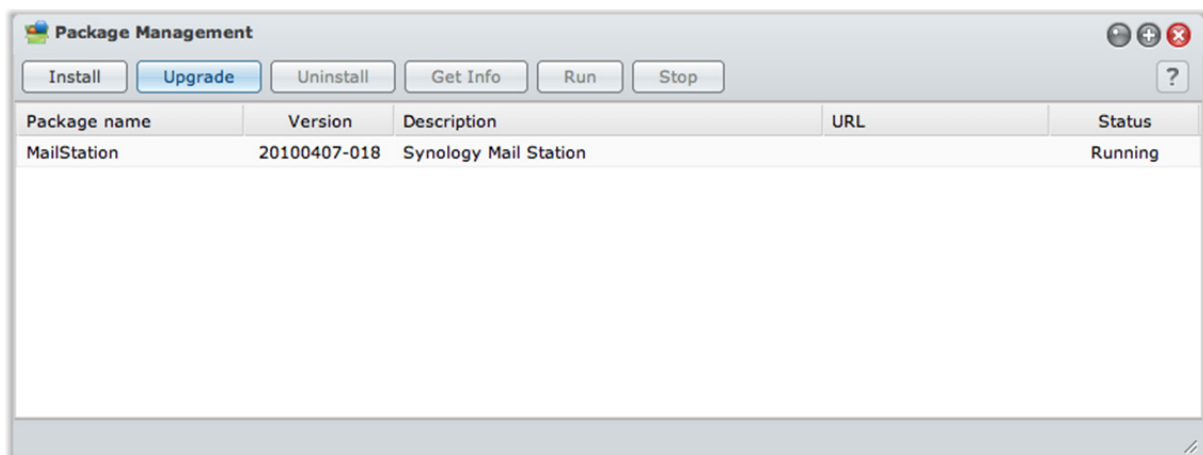 Package Management
Install Upgrade Uninstall Get Info Run Stop ?
Package name Version Description URL Status
MailStation 20100407-018 Synology Mail Station Running